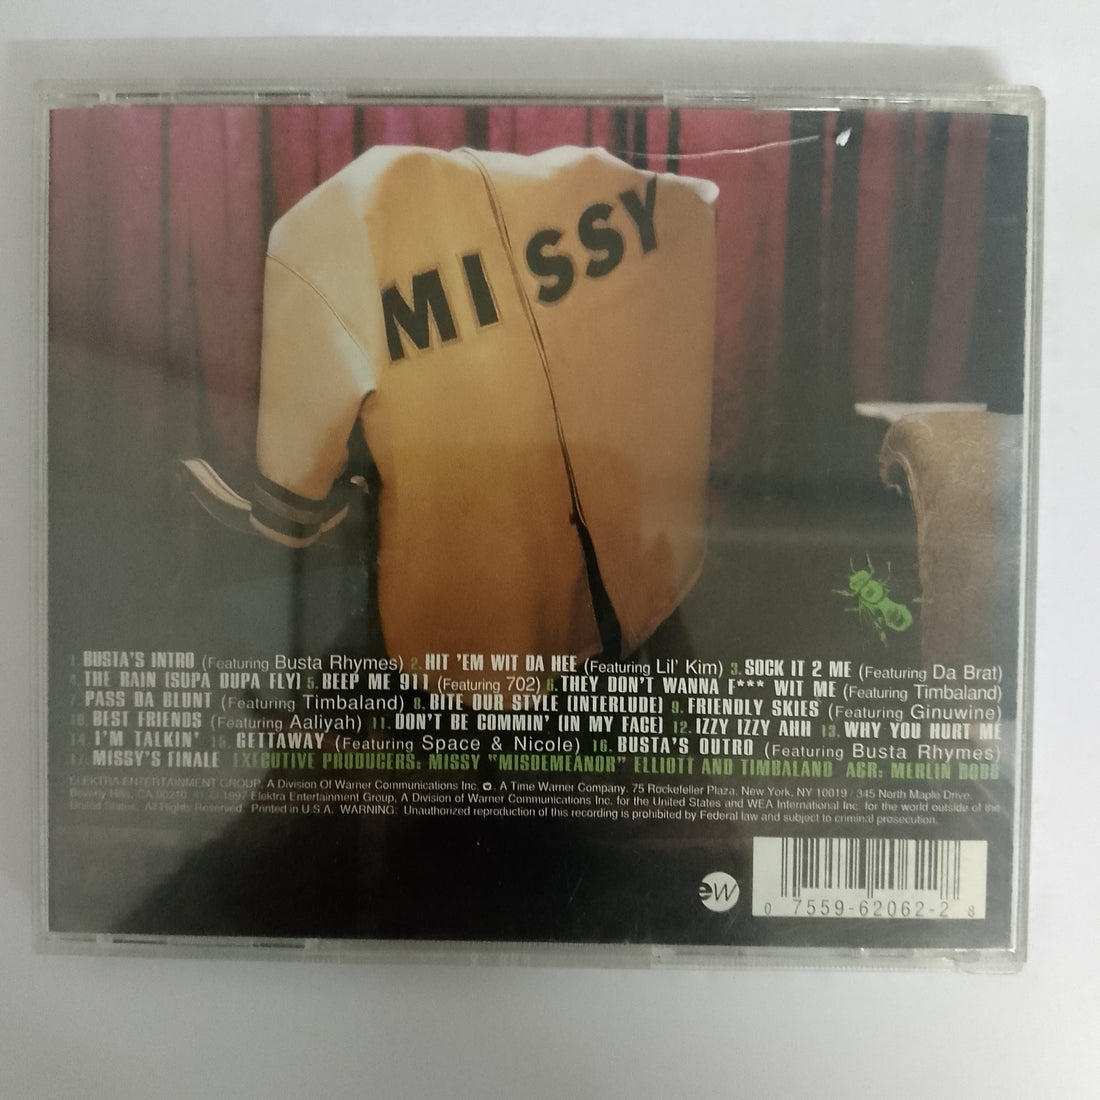 MISSY
1. BUSTA'S INTRO (Featuring Busta Rhymes) 2. HIT 'EM WIT DA HEE (Featuring Lil' Kim) 3. SOCK IT 2 ME (Featuring Da Brat)
4. THE RAIN (SUPA DUPA FLY) 5. BEEP ME 911 (Featuring 702) 6. THEY DON'T WANNA F*** WIT ME (Featuring Timbaland)
7. PASS DA BLUNT (Featuring Timbaland) 8. BITE OUR STYLE (INTERLUDE) 9. FRIENDLY SKIES (Featuring Ginuwine)
10. BEST FRIENDS (Featuring Aaliyah) 11. DON'T BE COMMIN' (IN MY FACE) 12. IZZY IZZY AHH 13. WHY YOU HURT ME
14. I'M TALKIN' 15. GETTAWAY (Featuring Space & Nicole) 16. BUSTA'S OUTRO (Featuring Busta Rhymes)
17. MISSY'S FINALE EXECUTIVE PRODUCERS: MISSY "MISDEMEANOR" ELLIOTT AND TIMBALAND A&R: MERLIN BOBB
ELEKTRA ENTERTAINMENT GROUP, A Division Of Warner Communications Inc. A Time Warner Company. 75 Rockefeller Plaza, New York, NY 10019 / 345 North Maple Drive,
Beverly Hills, CA 90210 1997 Elektra Entertainment Group, A Division of Warner Communications Inc. for the United States and WEA International Inc. for the world outside of the
United States. All Rights Reserved. Printed in U.S.A. WARNING: Unauthorized reproduction of this recording is prohibited by Federal law and subject to criminal prosecution.
ew
0 7559-62062-2 8